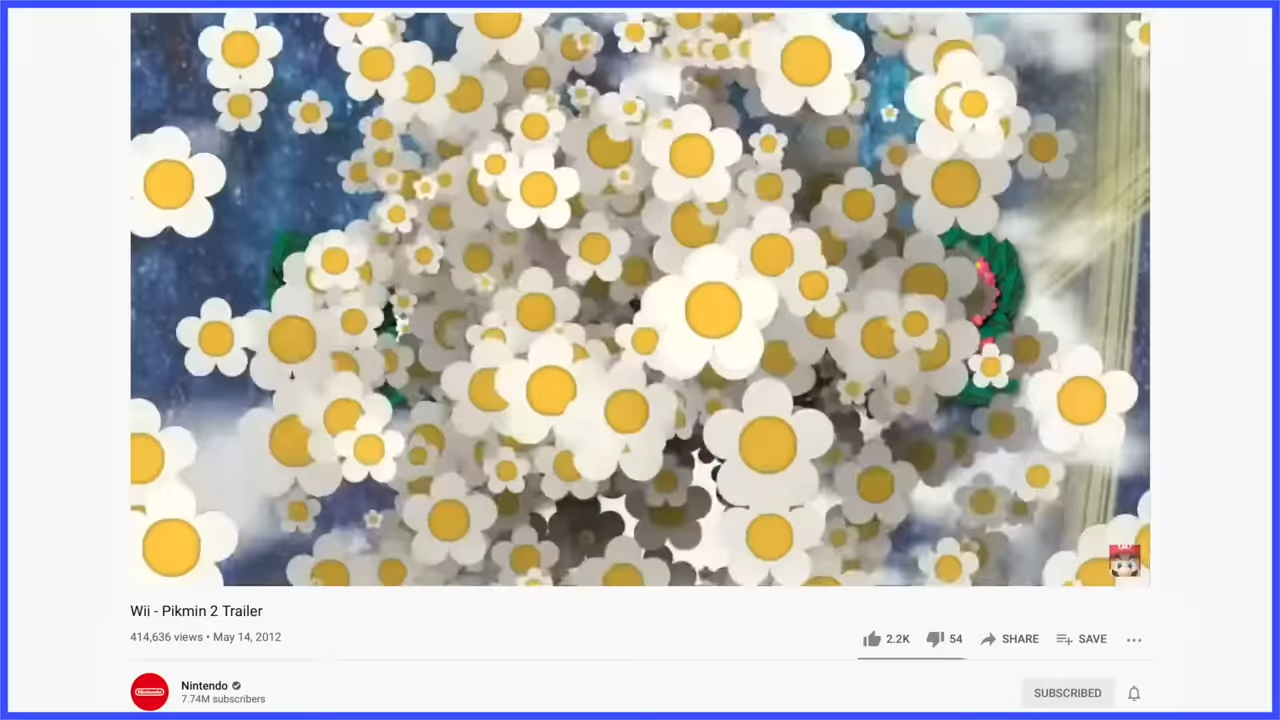 Wii - Pikmin 2 Trailer
414,636 views • May 14, 2012
2.2K 54 SHARE SAVE
Nintendo
7.74M subscribers
SUBSCRIBED